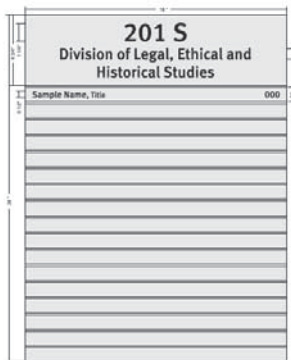 201 S
Division of Legal, Ethical and
Historical Studies
Sample Name, Title 000